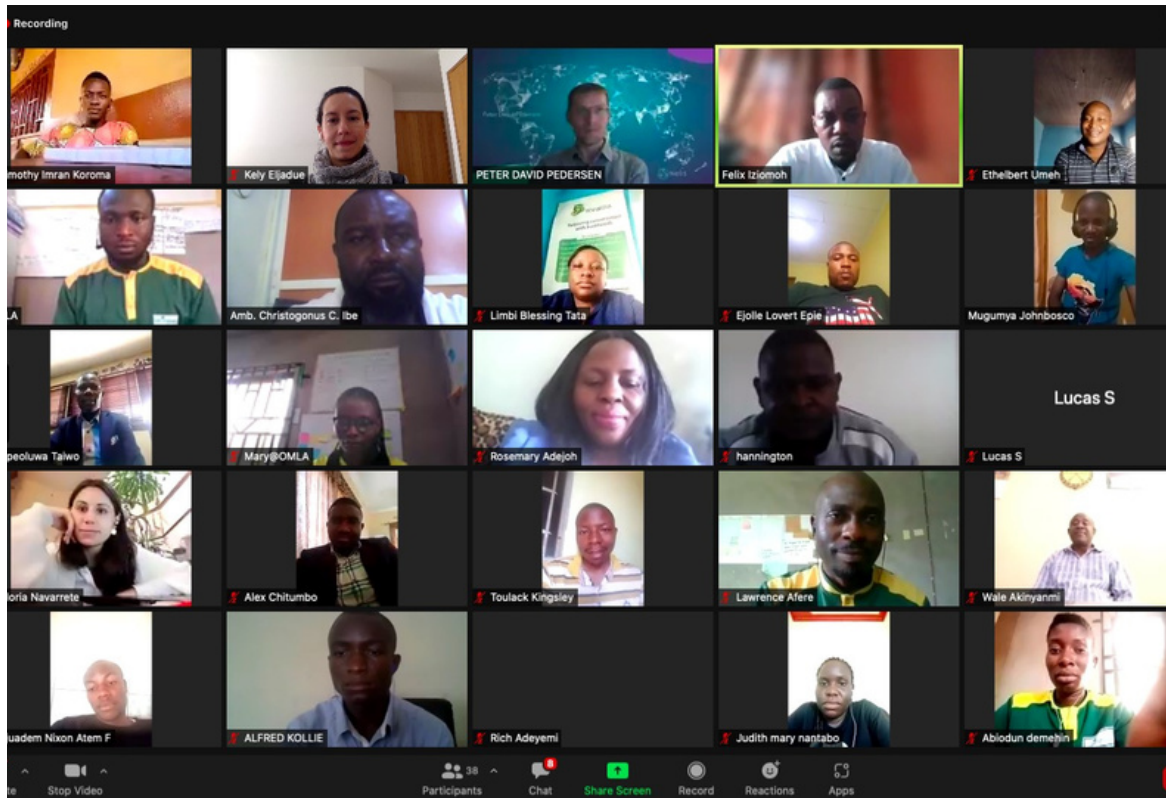 Recording
mothy Imran Koroma
Kely Eljadue
PETER DAVID PEDERSEN
Felix Iziomoh
Ethelbert Umeh
LA
Amb. Christogonus C. Ibe
Limbi Blessing Tata
Ejolle Lovert Epie
Mugumya Johnbosco
peoluwa Taiwo
Mary@OMLA
Rosemary Adejoh
hannington
Lucas S
Lucas S
loria Navarrete
Alex Chitumbo
Toulack Kingsley
Lawrence Afere
Wale Akinyanmi
uadem Nixon Atem F
ALFRED KOLLIE
Rich Adeyemi
Judith mary nantabo
Abiodun demehin
te
Stop Video
38
Participants
8
Chat
Share Screen
Record
Reactions
Apps